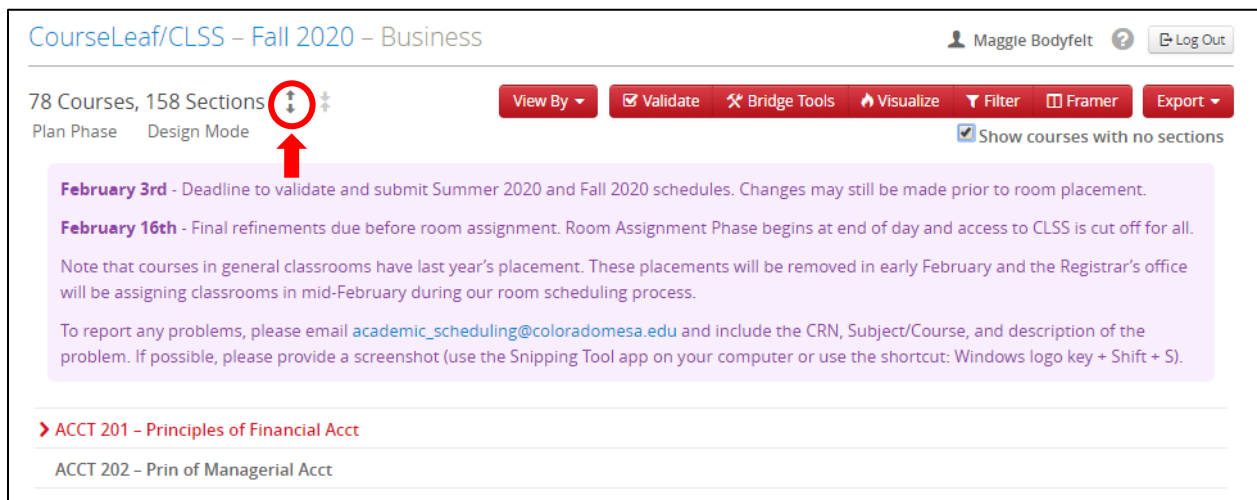 CourseLeaf/CLSS – Fall 2020 – Business
Maggie Bodyfelt ? Log Out
78 Courses, 158 Sections
View By Validate Bridge Tools Visualize Filter Framer Export
Plan Phase Design Mode
Show courses with no sections
February 3rd - Deadline to validate and submit Summer 2020 and Fall 2020 schedules. Changes may still be made prior to room placement.
February 16th - Final refinements due before room assignment. Room Assignment Phase begins at end of day and access to CLSS is cut off for all.
Note that courses in general classrooms have last year's placement. These placements will be removed in early February and the Registrar's office
will be assigning classrooms in mid-February during our room scheduling process.
To report any problems, please email academic_scheduling@coloradomesa.edu and include the CRN, Subject/Course, and description of the
problem. If possible, please provide a screenshot (use the Snipping Tool app on your computer or use the shortcut: Windows logo key + Shift + S).
ACCT 201 – Principles of Financial Acct
ACCT 202 – Prin of Managerial Acct